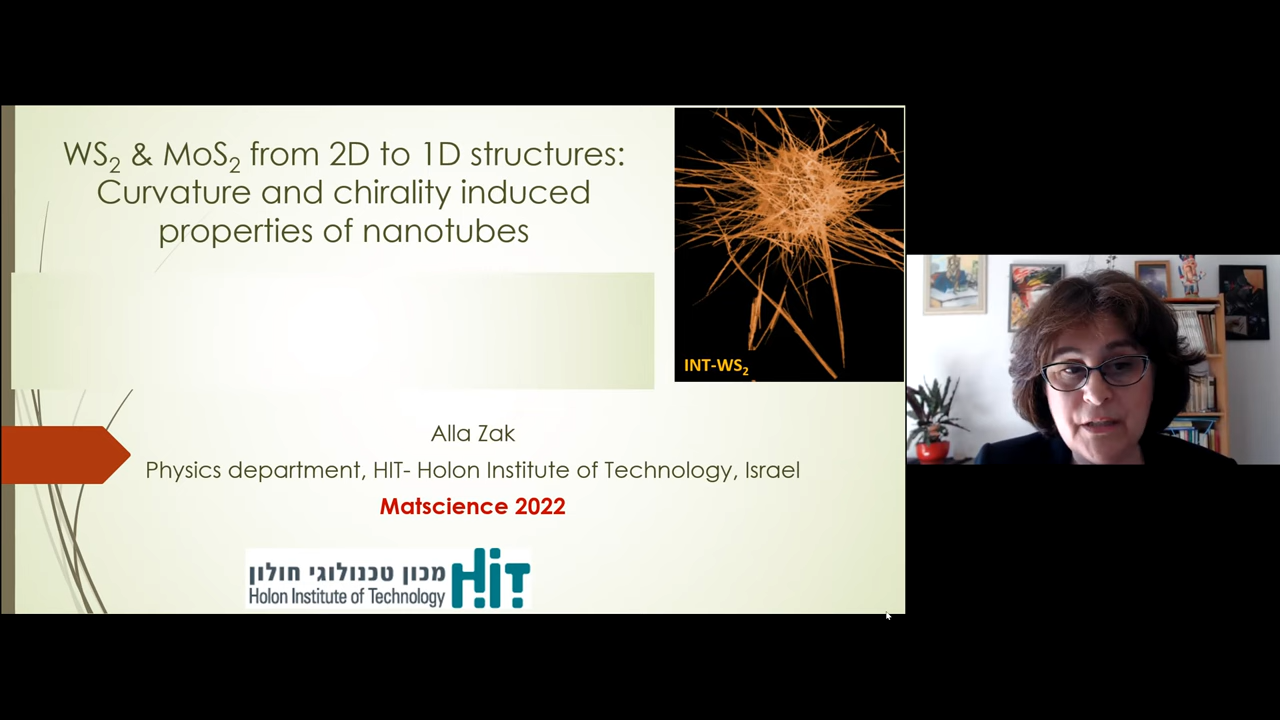 WS₂ & MoS₂ from 2D to 1D structures:
Curvature and chirality induced
properties of nanotubes
INT-WS₂
Alla Zak
Physics department, HIT- Holon Institute of Technology, Israel
Matscience 2022
מכון טכנולוגי חולון
Holon Institute of Technology
HiT